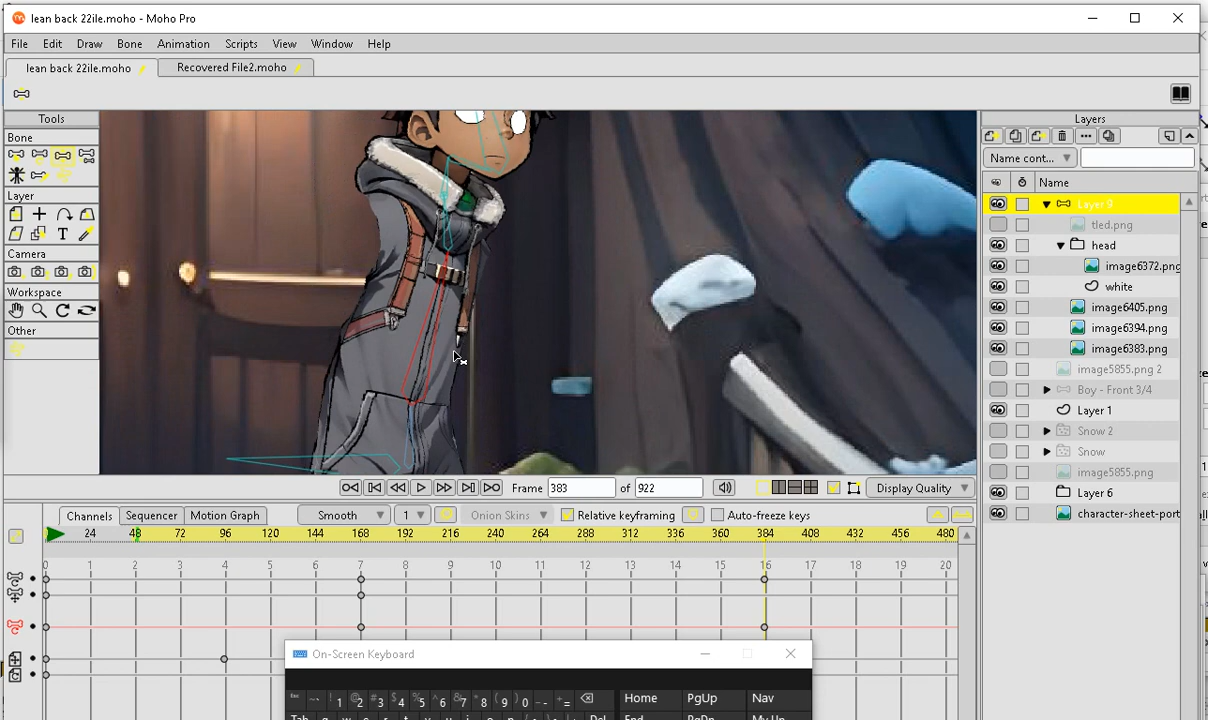 lean back 22ile.moho - Moho Pro
File Edit Draw Bone Animation Scripts View Window Help
lean back 22ile.moho Recovered File2.moho
Tools
Bone
Layer
Camera
Workspace
Other
Layers
Name cont...
Name
Layer 9
tled.png
head
image6372.png
white
image6405.png
image6394.png
image6383.png
image5855.png 2
Boy - Front 3/4
Layer 1
Snow 2
Snow
image5855.png
Layer 6
character-sheet-port
Frame 383 of 922 Display Quality
Channels Sequencer Motion Graph Smooth 1 Onion Skins Relative keyframing Auto-freeze keys
24 48 72 96 120 144 168 192 216 240 264 288 312 336 360 384 408 432 456 480
0 1 2 3 4 5 6 7 8 9 10 11 12 13 14 15 16 17 18 19 20
On-Screen Keyboard
Home PgUp Nav